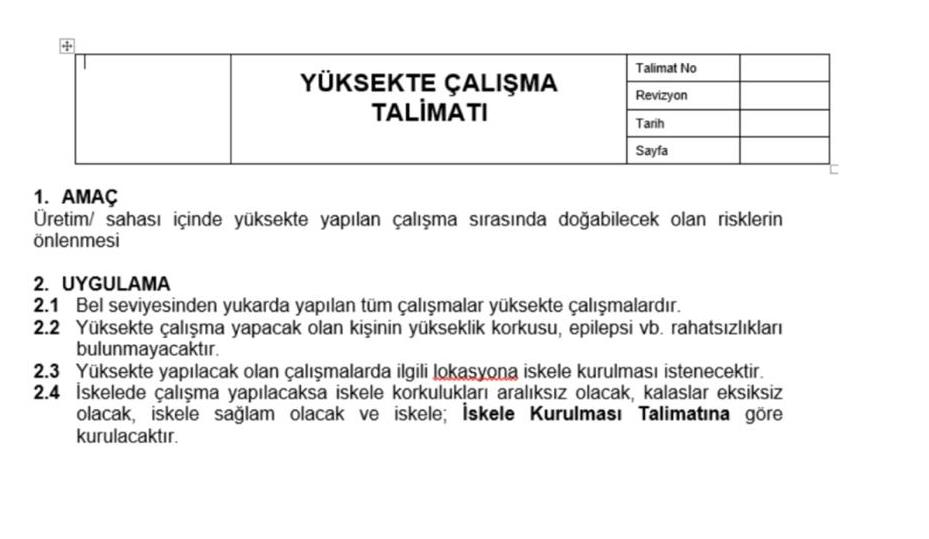 YÜKSEKTE ÇALIŞMA
TALİMATI
Talimat No
Revizyon
Tarih
Sayfa
1. AMAÇ
Üretim/ sahası içinde yüksekte yapılan çalışma sırasında doğabilecek olan risklerin
önlenmesi
2. UYGULAMA
2.1 Bel seviyesinden yukarda yapılan tüm çalışmalar yüksekte çalışmalardır.
2.2 Yüksekte çalışma yapacak olan kişinin yükseklik korkusu, epilepsi vb. rahatsızlıkları
bulunmayacaktır.
2.3 Yüksekte yapılacak olan çalışmalarda ilgili lokasyona iskele kurulması istenecektir.
2.4 İskelede çalışma yapılacaksa iskele korkulukları aralıksız olacak, kalaslar eksiksiz
olacak, iskele sağlam olacak ve iskele; İskele Kurulması Talimatına göre
kurulacaktır.